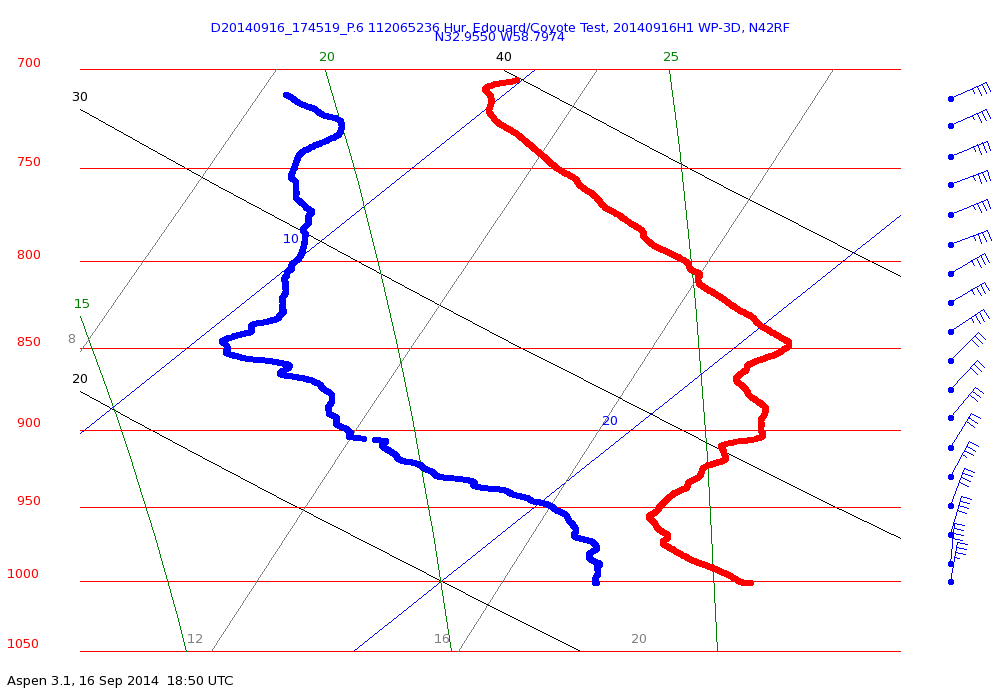 D20140916_174519_P.6 112065236 Hur, Edouard/Coyote Test, 20140916H1 WP-3D, N42RF
N32.9550 W58.7974
20 40 25
700
30
750
10
800
15
8
850
20
20
900
950
1000
12 16 20
1050
Aspen 3.1, 16 Sep 2014 18:50 UTC